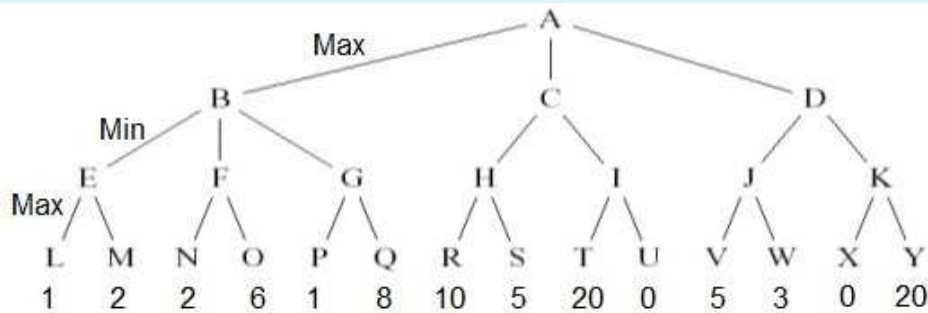 A
Max
B C D
Min
E F G H I J K
Max
L M N O P Q R S T U V W X Y
1 2 2 6 1 8 10 5 20 0 5 3 0 20